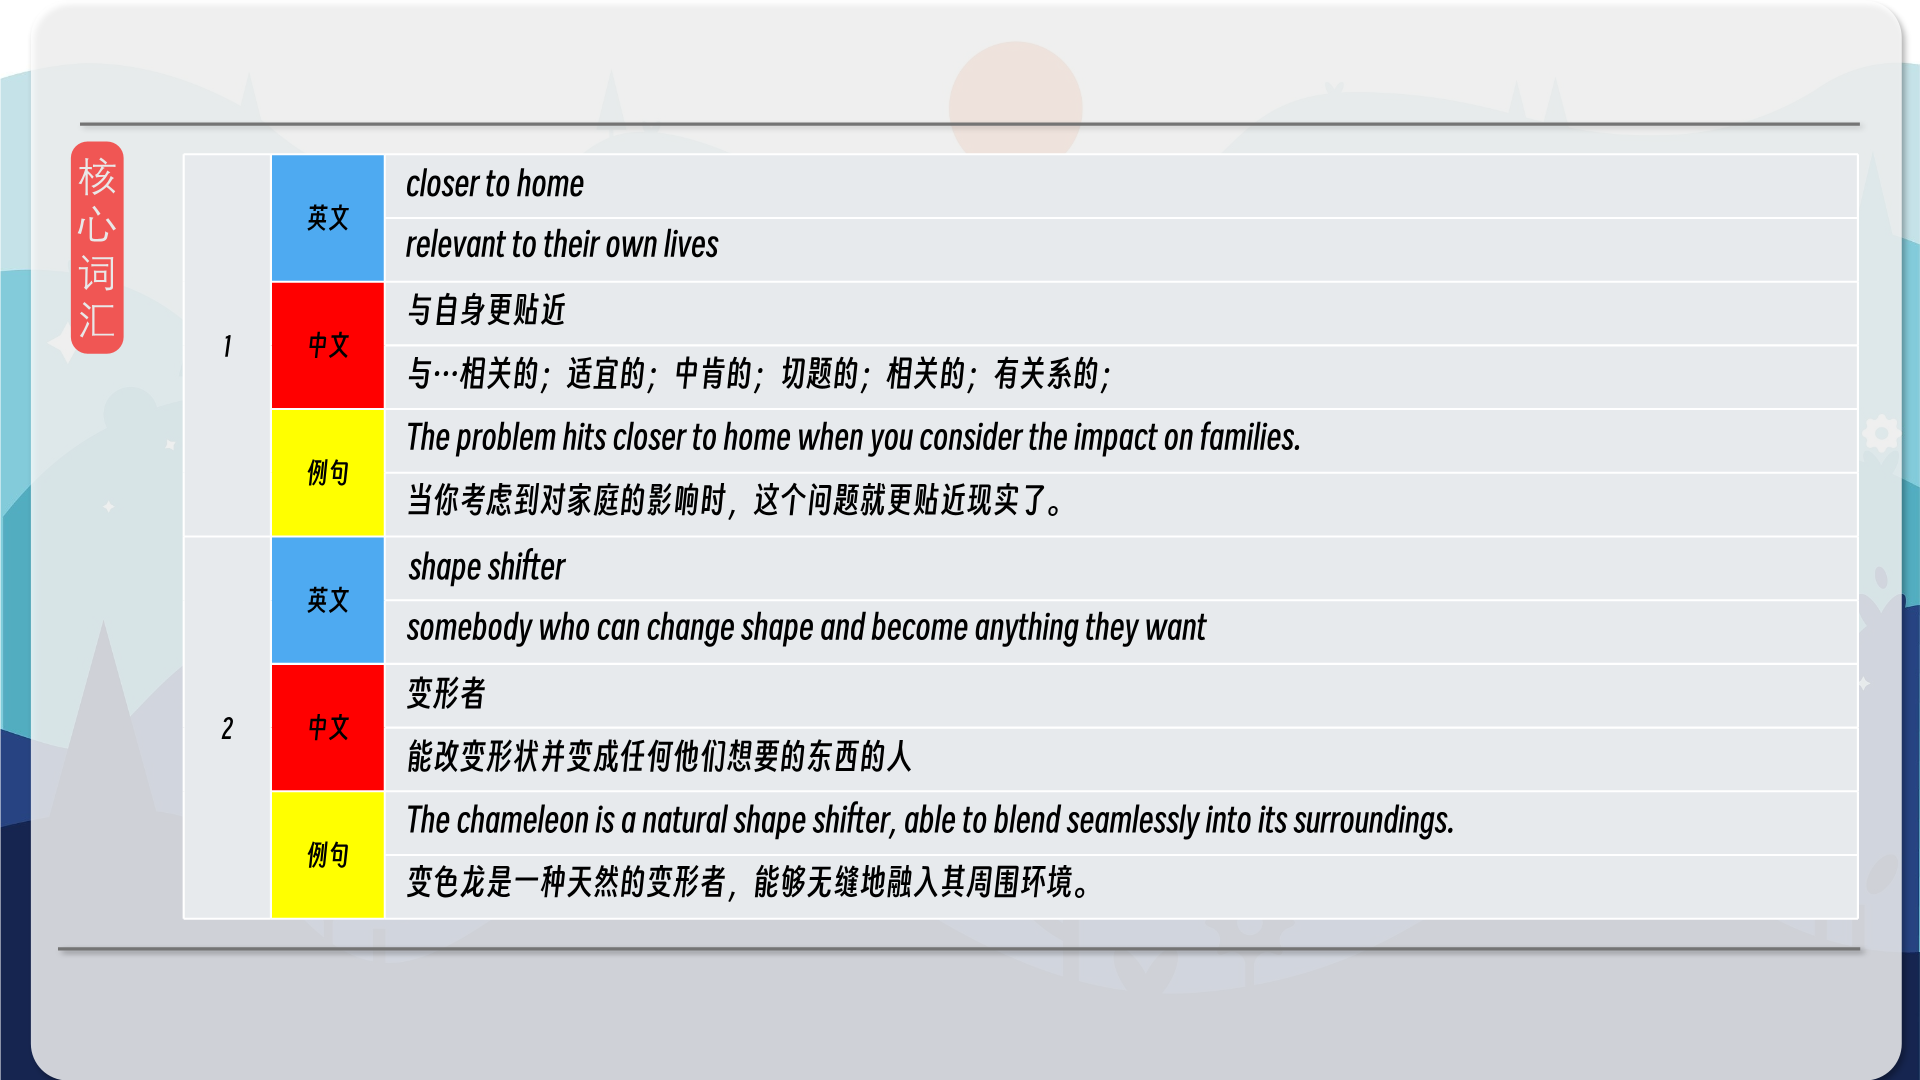 核心词汇
1
英文
closer to home
relevant to their own lives
中文
与自身更贴近
与…相关的；适宜的；中肯的；切题的；相关的；有关系的；
例句
The problem hits closer to home when you consider the impact on families.
当你考虑到对家庭的影响时，这个问题就更贴近现实了。
2
英文
shape shifter
somebody who can change shape and become anything they want
中文
变形者
能改变形状并变成任何他们想要的东西的人
例句
The chameleon is a natural shape shifter, able to blend seamlessly into its surroundings.
变色龙是一种天然的变形者，能够无缝地融入其周围环境。